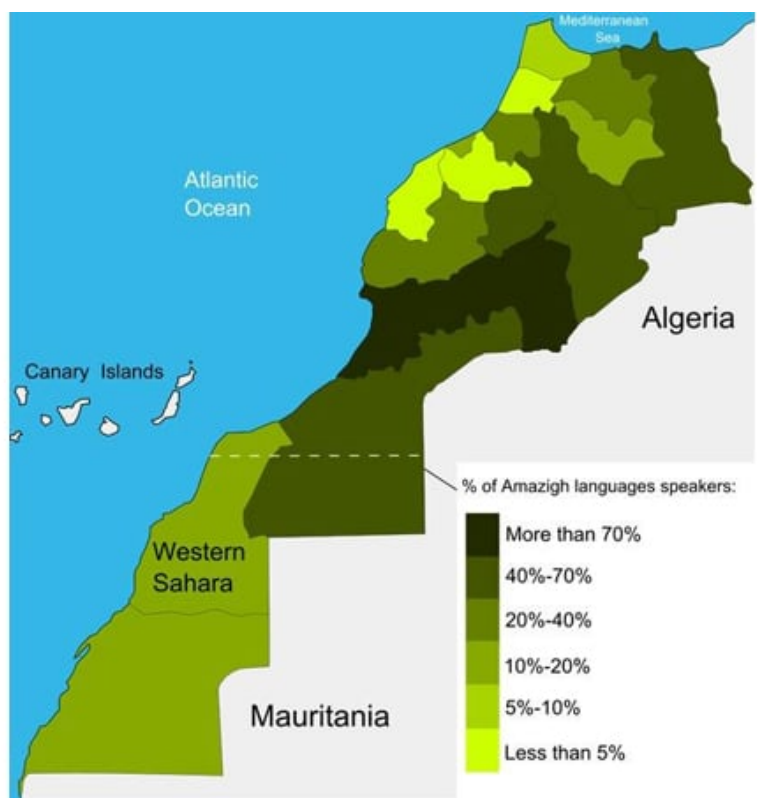 Mediterranean
Sea
Atlantic
Ocean
Algeria
Canary Islands
% of Amazigh languages speakers:
More than 70%
40%-70%
20%-40%
10%-20%
5%-10%
Less than 5%
Western
Sahara
Mauritania